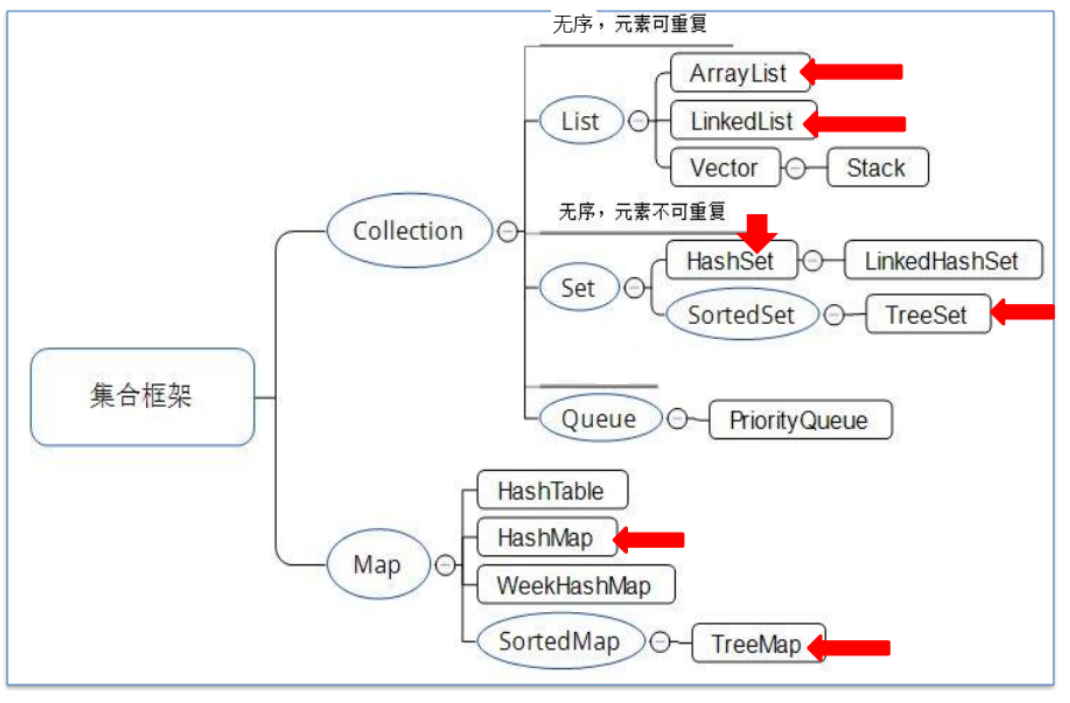 无序，元素可重复
ArrayList
List
LinkedList
Vector
Stack
无序，元素不可重复
Collection
HashSet
LinkedHashSet
Set
SortedSet
TreeSet
集合框架
Queue
PriorityQueue
HashTable
HashMap
Map
WeekHashMap
SortedMap
TreeMap